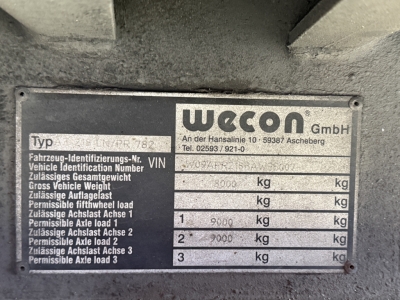 wecon GmbH
An der Hansalinie 10 · 59387 Ascheberg
Tel. 02593 / 921-0
Typ
Fahrzeug-Identifizierungs-Nr.
Vehicle Identification Number VIN
Zulässiges Gesamtgewicht
Gross Vehicle Weight kg kg
Zulässige Auflagelast
Permissible fifthwheel load kg kg
Zulässige Achslast Achse 1
Permissible Axle load 1 1 9000 kg kg
Zulässige Achslast Achse 2
Permissible Axle load 2 2 9000 kg kg
Zulässige Achslast Achse 3
Permissible Axle load 3 3 kg kg